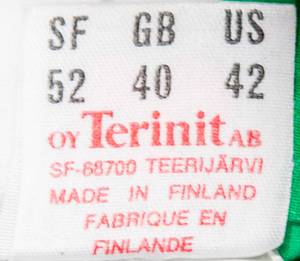 SF GB US
52 40 42
OY Terinit AB
SF-68700 TEERIJÄRVI
MADE IN FINLAND
FABRIQUE EN
FINLANDE